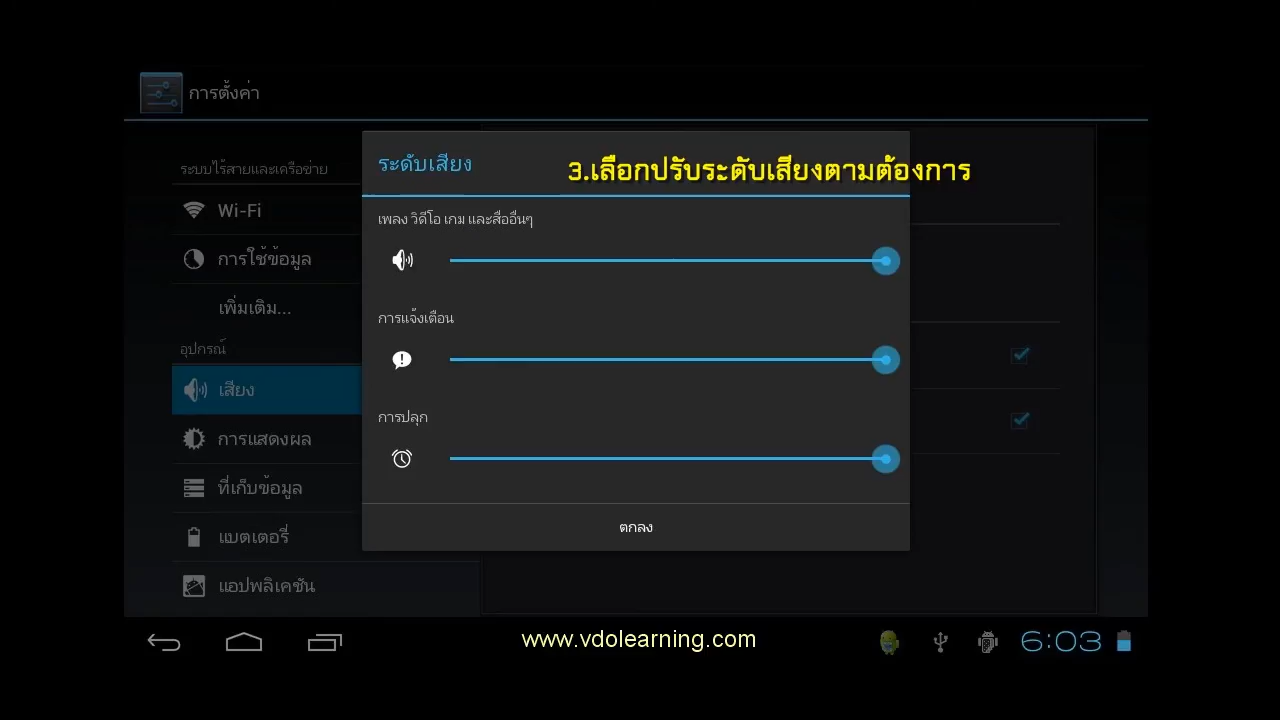 การตั้งค่า
ระบบไร้สายและเครือข่าย
Wi-Fi
การใช้ข้อมูล
เพิ่มเติม...
อุปกรณ์
เสียง
การแสดงผล
ที่เก็บข้อมูล
แบตเตอรี่
แอปพลิเคชัน
ระดับเสียง
3.เลือกปรับระดับเสียงตามต้องการ
เพลง วิดีโอ เกม และสื่ออื่นๆ
การแจ้งเตือน
การปลุก
ตกลง
www.vdolearning.com
6:03